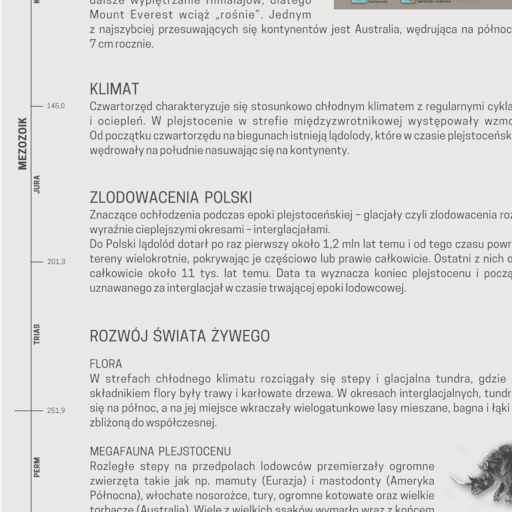 dalsze wypiętrzanie Himalajów, dlatego
Mount Everest wciąż „rośnie”. Jednym
z najszybciej przesuwających się kontynentów jest Australia, wędrująca na północ
7 cm rocznie.
KLIMAT
Czwartorzęd charakteryzuje się stosunkowo chłodnym klimatem z regularnymi cykla
i ociepleń. W plejstocenie w strefie międzyzwrotnikowej występowały wzmo
Od początku czwartorzędu na biegunach istnieją lądolody, które w czasie plejstoceńsk
wędrowały na południe nasuwając się na kontynenty.
ZLODOWACENIA POLSKI
Znaczące ochłodzenia podczas epoki plejstoceńskiej – glacjały czyli zlodowacenia roz
wyraźnie cieplejszymi okresami – interglacjałami.
Do Polski lądolód dotarł po raz pierwszy około 1,2 mln lat temu i od tego czasu powr
tereny wielokrotnie, pokrywając je częściowo lub prawie całkowicie. Ostatni z nich o
całkowicie około 11 tys. lat temu. Data ta wyznacza koniec plejstocenu i począ
uznawanego za interglacjał w czasie trwającej epoki lodowcowej.
ROZWÓJ ŚWIATA ŻYWEGO
FLORA
W strefach chłodnego klimatu rozciągały się stepy i glacjalna tundra, gdzie
składnikiem flory były trawy i karłowate drzewa. W okresach interglacjalnych, tundr
się na północ, a na jej miejsce wkraczały wielogatunkowe lasy mieszane, bagna i łąki
zbliżoną do współczesnej.
MEGAFAUNA PLEJSTOCENU
Rozległe stepy na przedpolach lodowców przemierzały ogromne
zwierzęta takie jak np. mamuty (Eurazja) i mastodonty (Ameryka
Północna), włochate nosorożce, tury, ogromne kotowate oraz wielkie
torbacze (Australia). Wiele z wielkich ssaków wymarło wraz z końcem
145,0
MEZOZOIK
JURA
201,3
TRIAS
251,9
PERM